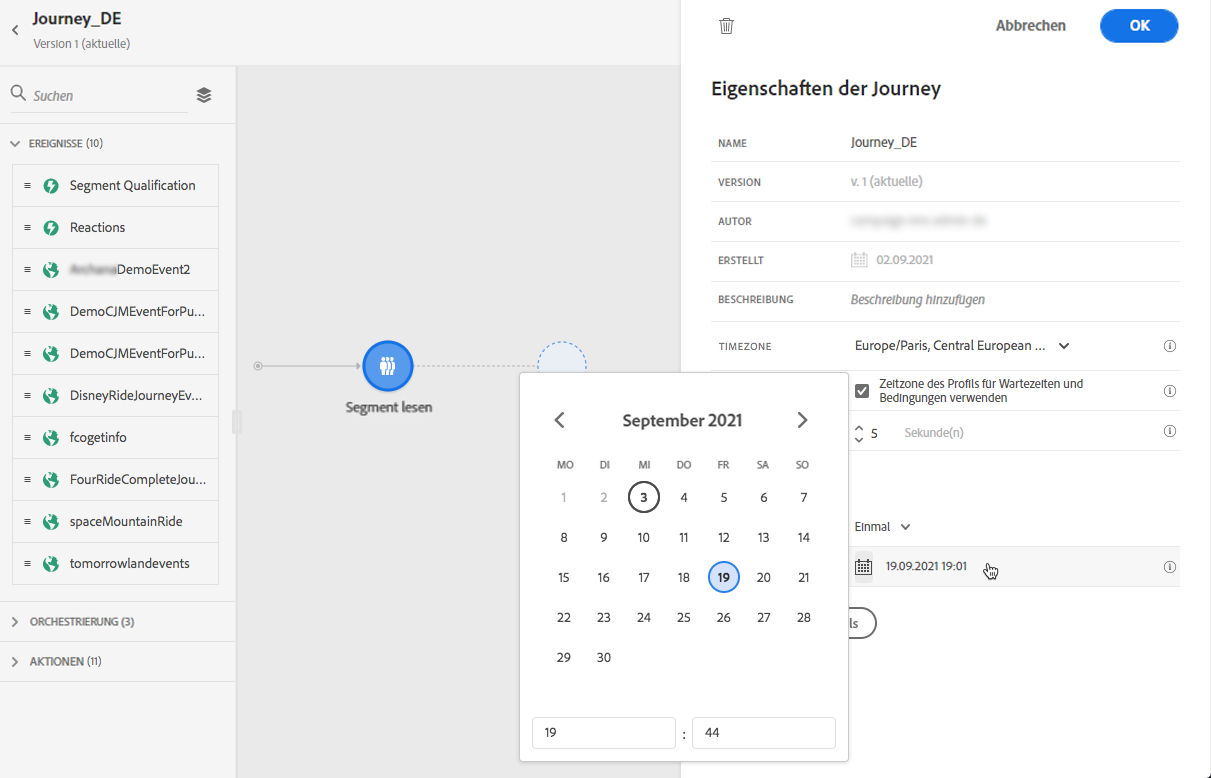 Journey_DE
Version 1 (aktuelle)
Suchen
EREIGNISSE (10)
Segment Qualification
Reactions
DemoEvent2
DemoCJMEventForPu...
DemoCJMEventForPu...
DisneyRideJourneyEv...
fcogetinfo
FourRideCompleteJou...
spaceMountainRide
tomorrowlandevents
ORCHESTRIERUNG (3)
AKTIONEN (11)
Segment lesen
Abbrechen
OK
Eigenschaften der Journey
NAME
Journey_DE
VERSION
v. 1 (aktuelle)
AUTOR
ERSTELLT
02.09.2021
BESCHREIBUNG
Beschreibung hinzufügen
TIMEZONE
Europe/Paris, Central European ...
Zeitzone des Profils für Wartezeiten und
Bedingungen verwenden
5 Sekunde(n)
Einmal
19.09.2021 19:01
ls
September 2021
MO DI MI DO FR SA SO
1 2 3 4 5 6 7
8 9 10 11 12 13 14
15 16 17 18 19 20 21
22 23 24 25 26 27 28
29 30
19 : 44